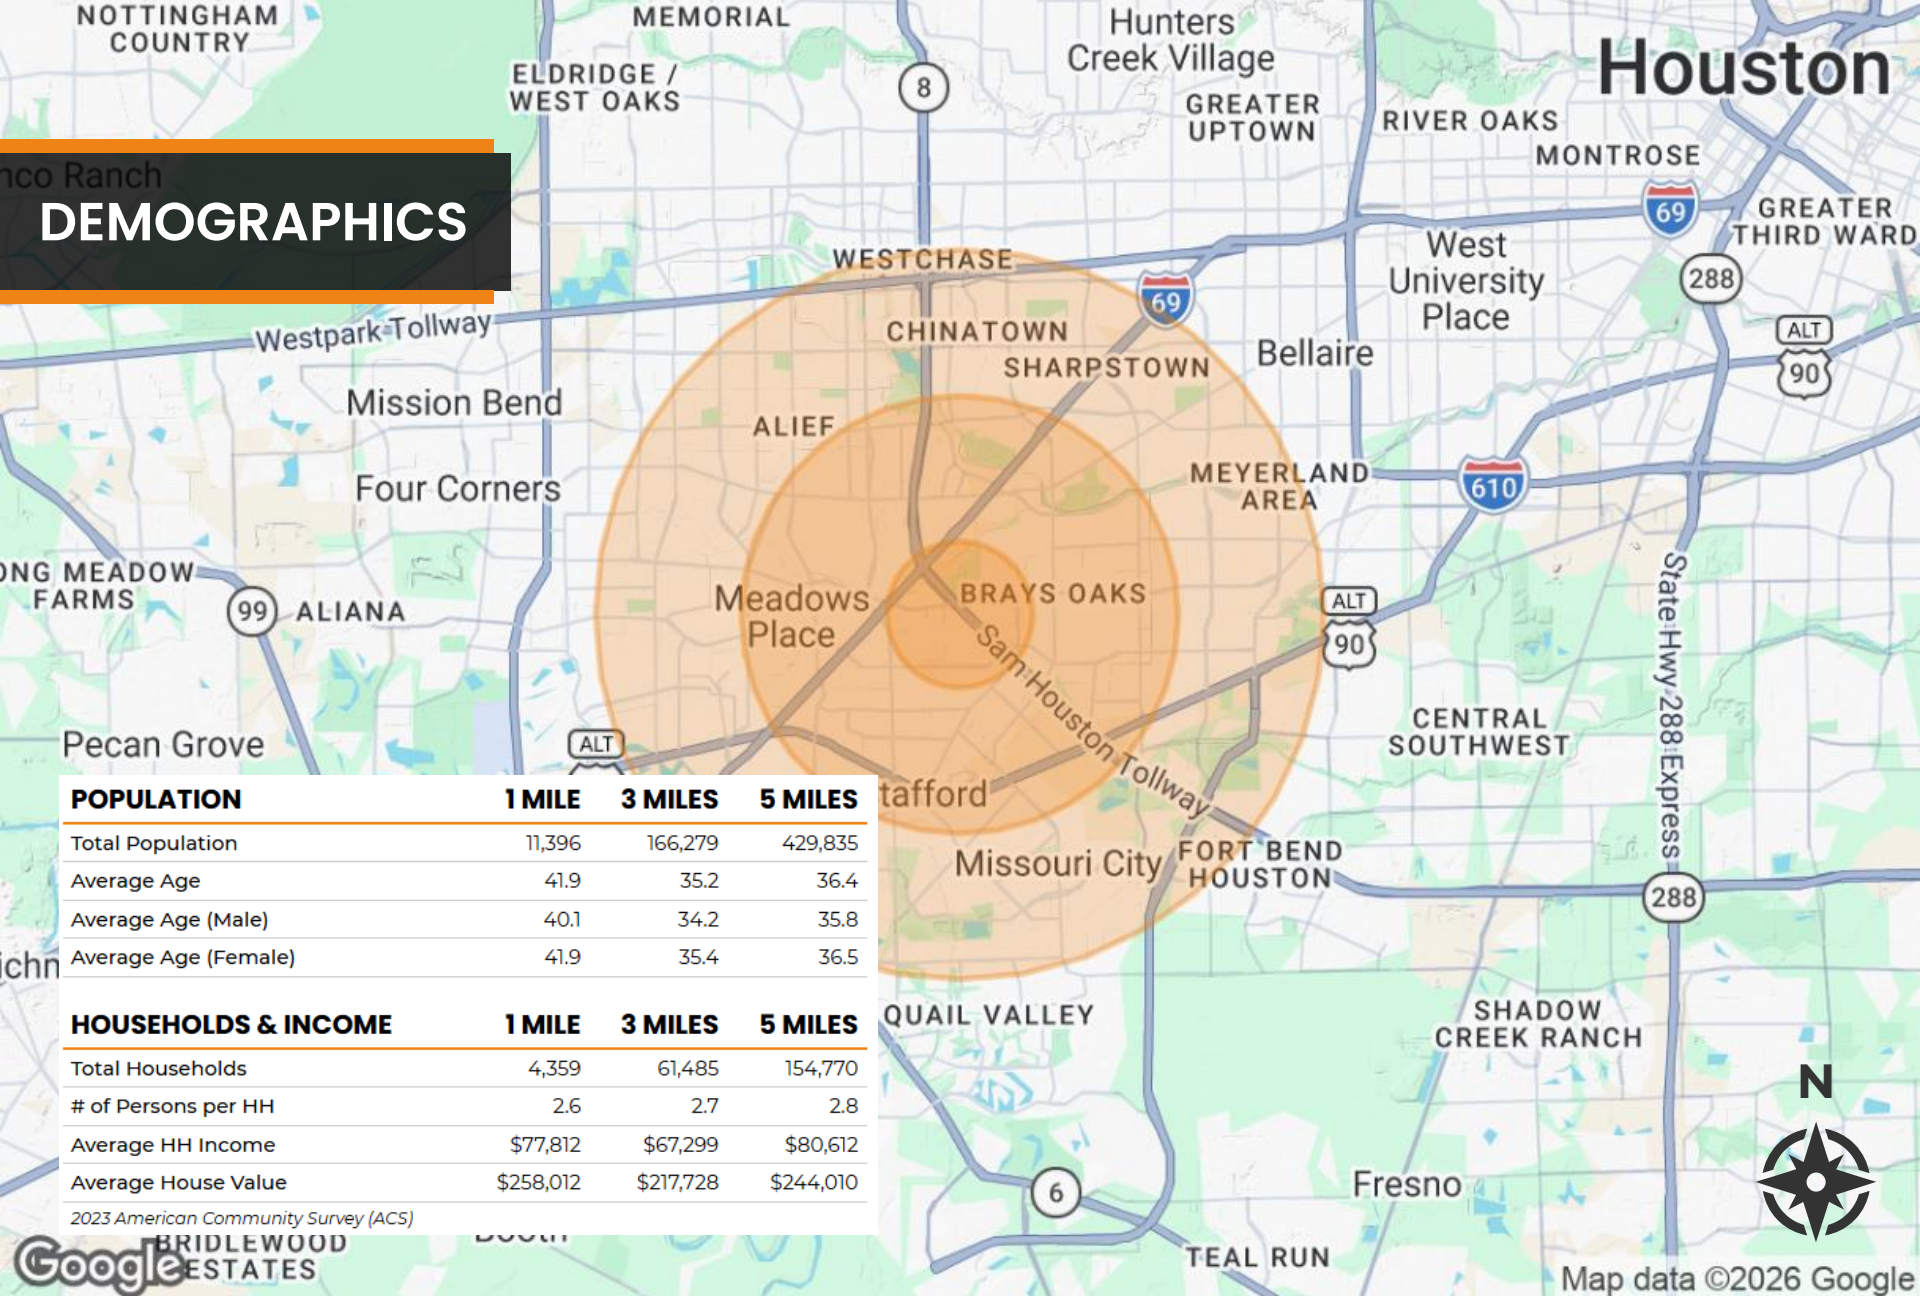 NOTTINGHAM
COUNTRY
MEMORIAL
Hunters
Creek Village
Houston
ELDRIDGE /
WEST OAKS
8
GREATER
UPTOWN
RIVER OAKS
MONTROSE
nco Ranch
DEMOGRAPHICS
69
GREATER
THIRD WARD
WESTCHASE
West
University
Place
288
69
Westpark Tollway
CHINATOWN
SHARPSTOWN
Bellaire
ALT
90
Mission Bend
ALIEF
Four Corners
MEYERLAND
AREA
610
ONG MEADOW
FARMS
99
ALIANA
Meadows
Place
BRAYS OAKS
ALT
90
Sam Houston Tollway
State Hwy 288 Express
Pecan Grove
ALT
CENTRAL
SOUTHWEST
tafford
Missouri City
FORT BEND
HOUSTON
288
POPULATION 1 MILE 3 MILES 5 MILES
Total Population 11,396 166,279 429,835
Average Age 41.9 35.2 36.4
Average Age (Male) 40.1 34.2 35.8
Average Age (Female) 41.9 35.4 36.5
ichn
HOUSEHOLDS & INCOME 1 MILE 3 MILES 5 MILES
Total Households 4,359 61,485 154,770
# of Persons per HH 2.6 2.7 2.8
Average HH Income $77,812 $67,299 $80,612
Average House Value $258,012 $217,728 $244,010
2023 American Community Survey (ACS)
QUAIL VALLEY
SHADOW
CREEK RANCH
N
6
Fresno
BRIDLEWOOD
ESTATES
TEAL RUN
Google
Map data ©2026 Google